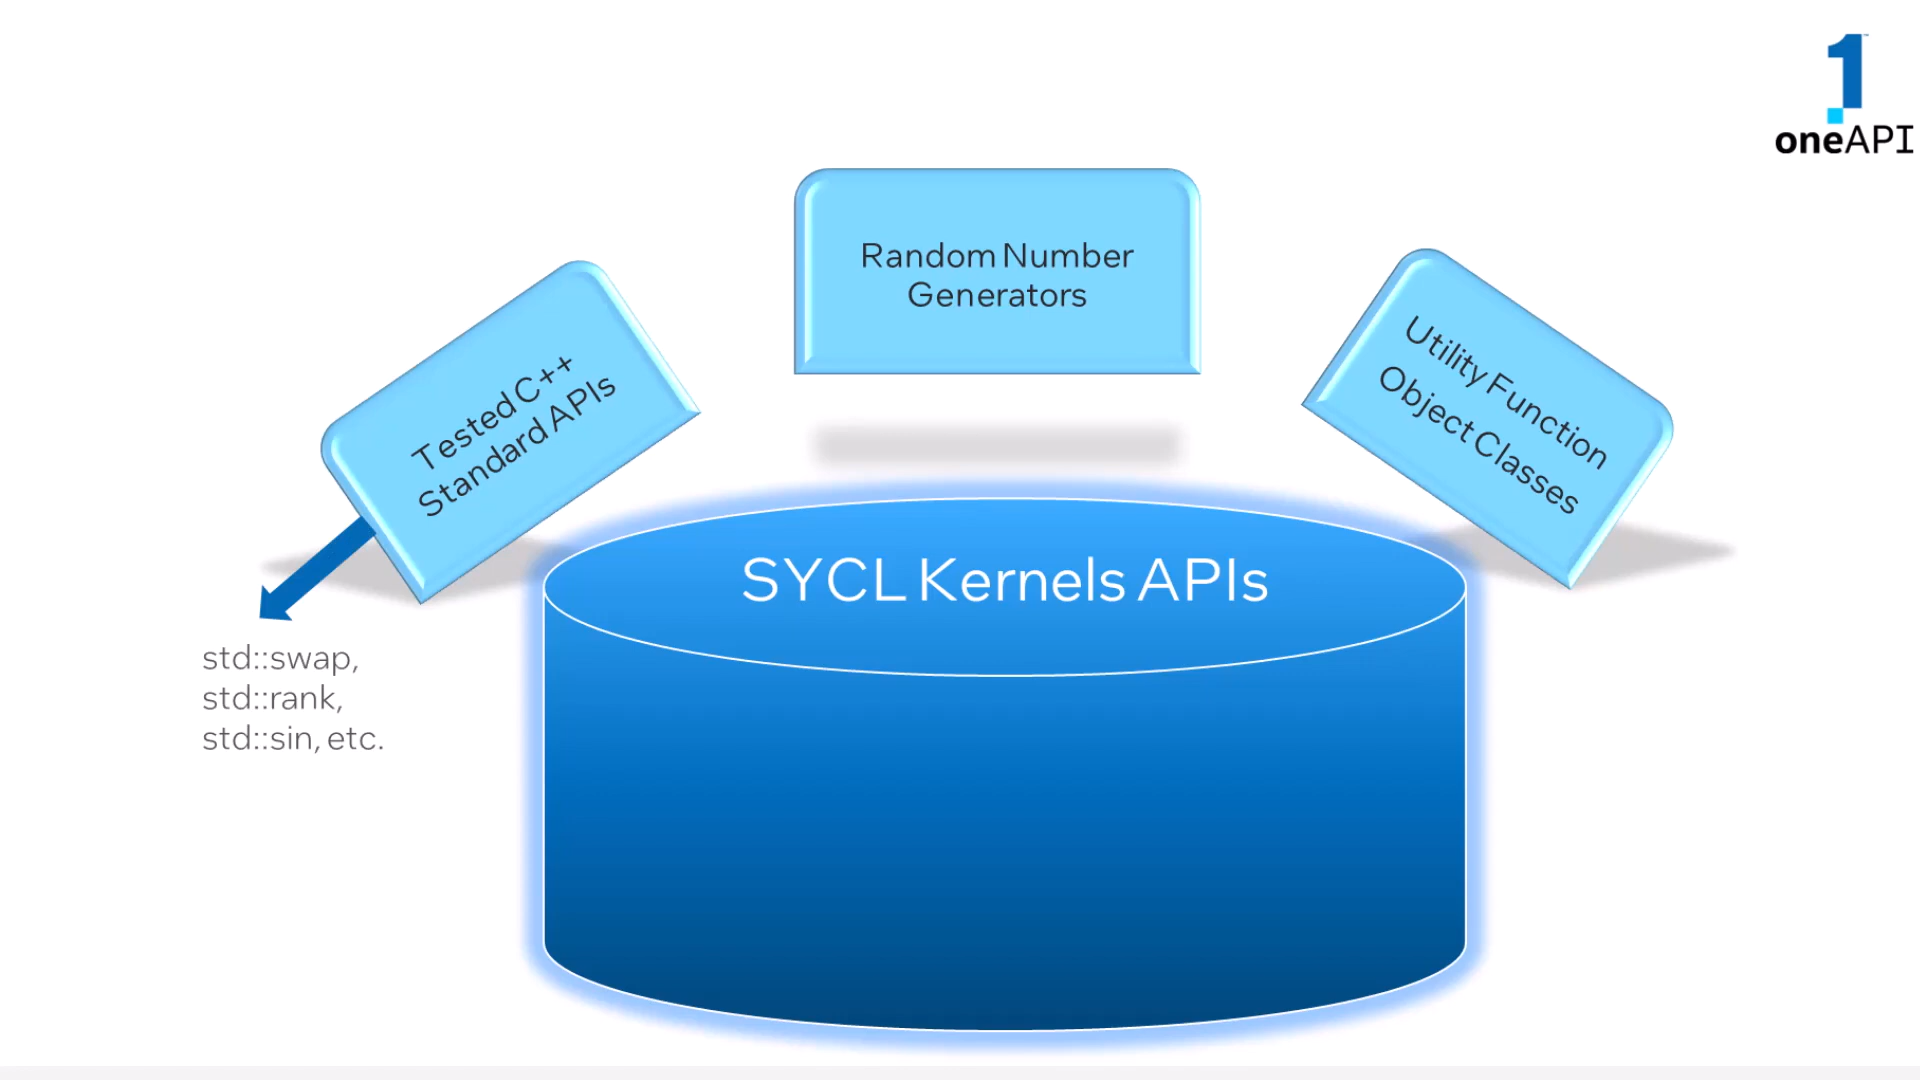 1
oneAPI
Random Number
Generators
Tested C++
Standard APIs
Utility Function
Object Classes
SYCL Kernels APIs
std::swap,
std::rank,
std::sin, etc.